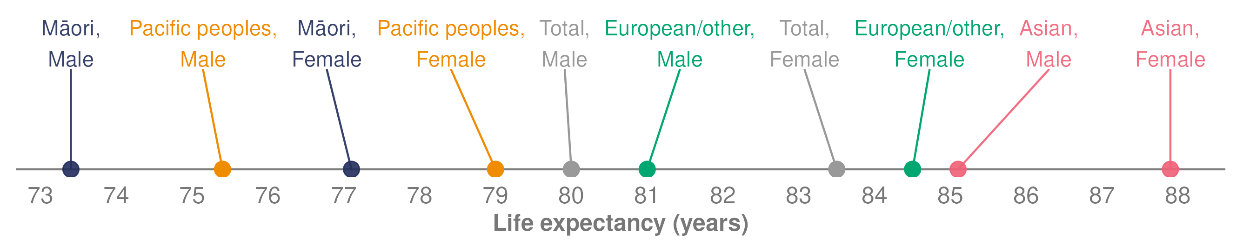 Māori,
Male
Pacific peoples,
Male
Māori,
Female
Pacific peoples,
Female
Total,
Male
European/other,
Male
Total,
Female
European/other,
Female
Asian,
Male
Asian,
Female
73 74 75 76 77 78 79 80 81 82 83 84 85 86 87 88
Life expectancy (years)